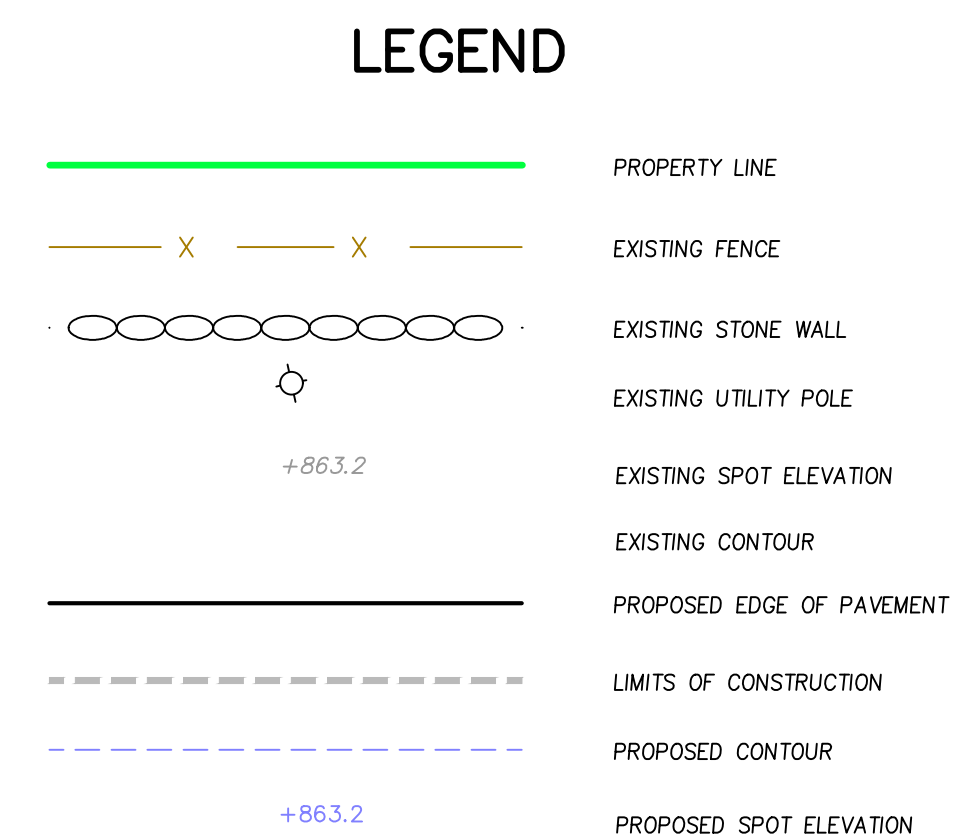 LEGEND
PROPERTY LINE
X X EXISTING FENCE
EXISTING STONE WALL
EXISTING UTILITY POLE
+863.2 EXISTING SPOT ELEVATION
EXISTING CONTOUR
PROPOSED EDGE OF PAVEMENT
LIMITS OF CONSTRUCTION
PROPOSED CONTOUR
+863.2 PROPOSED SPOT ELEVATION